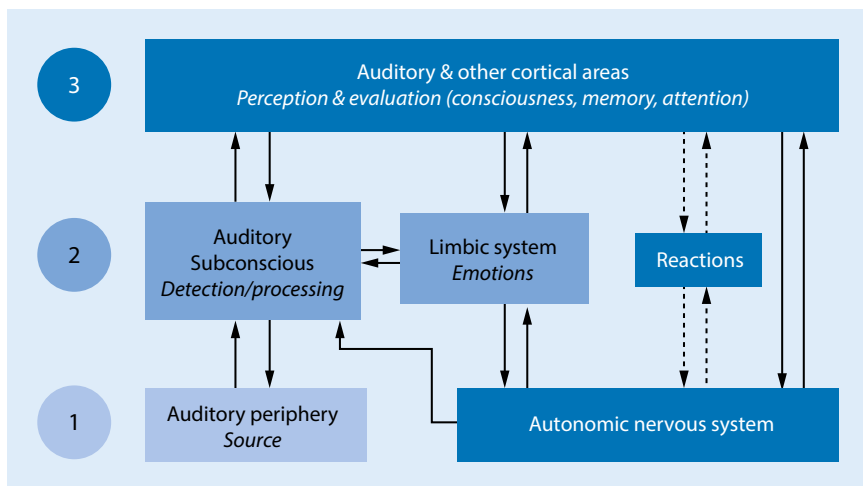 3
Auditory & other cortical areas
Perception & evaluation (consciousness, memory, attention)
2
Auditory
Subconscious
Detection/processing)
Limbic system
Emotions
Reactions
1
Auditory periphery
Source
Autonomic nervous system